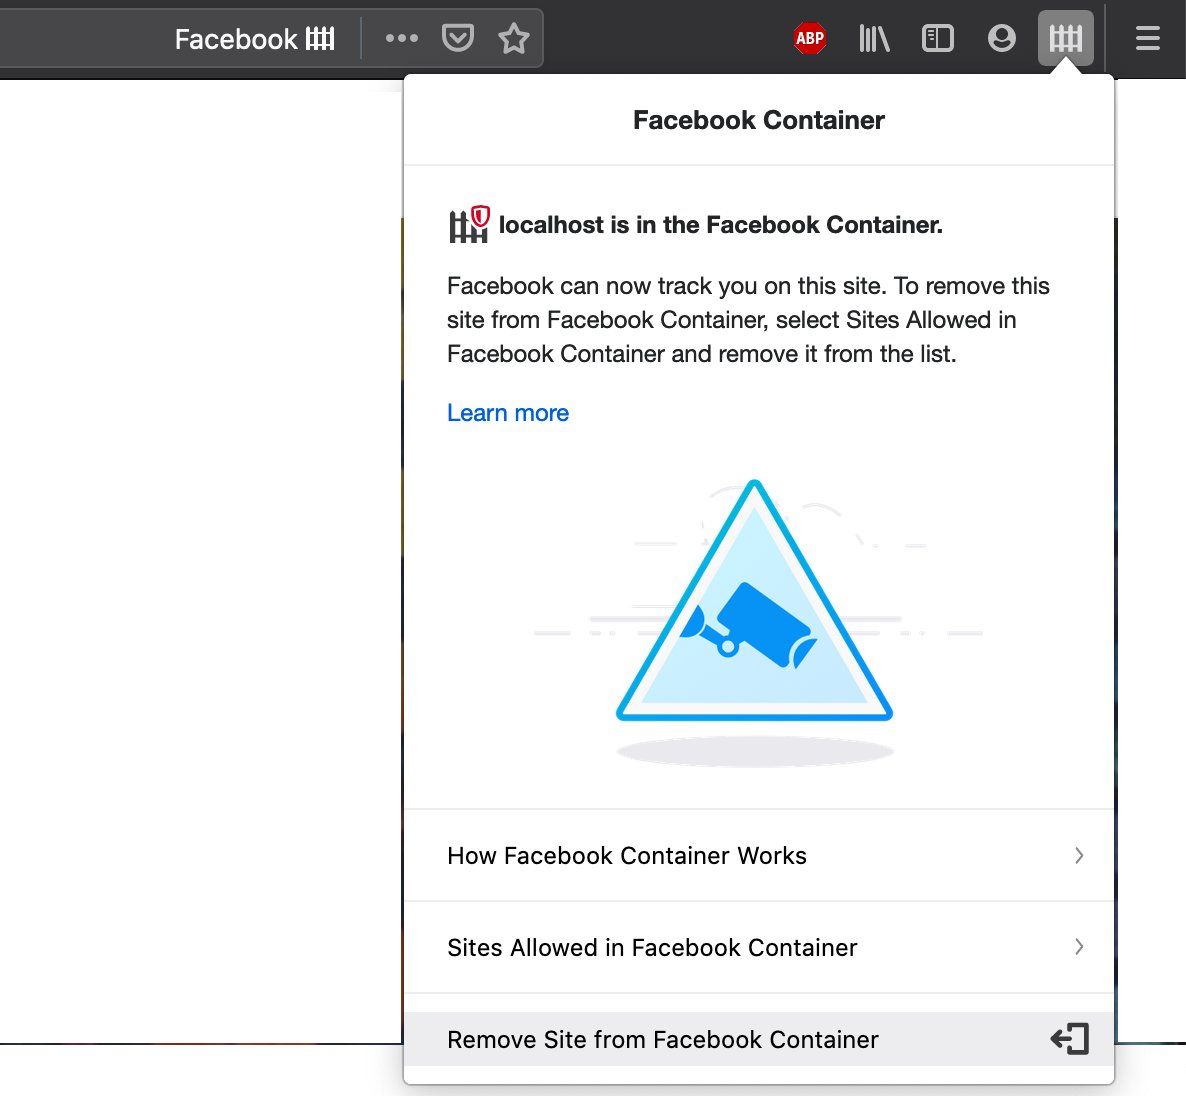 Facebook
ABP
Facebook Container
localhost is in the Facebook Container.
Facebook can now track you on this site. To remove this
site from Facebook Container, select Sites Allowed in
Facebook Container and remove it from the list.
Learn more
How Facebook Container Works
Sites Allowed in Facebook Container
Remove Site from Facebook Container